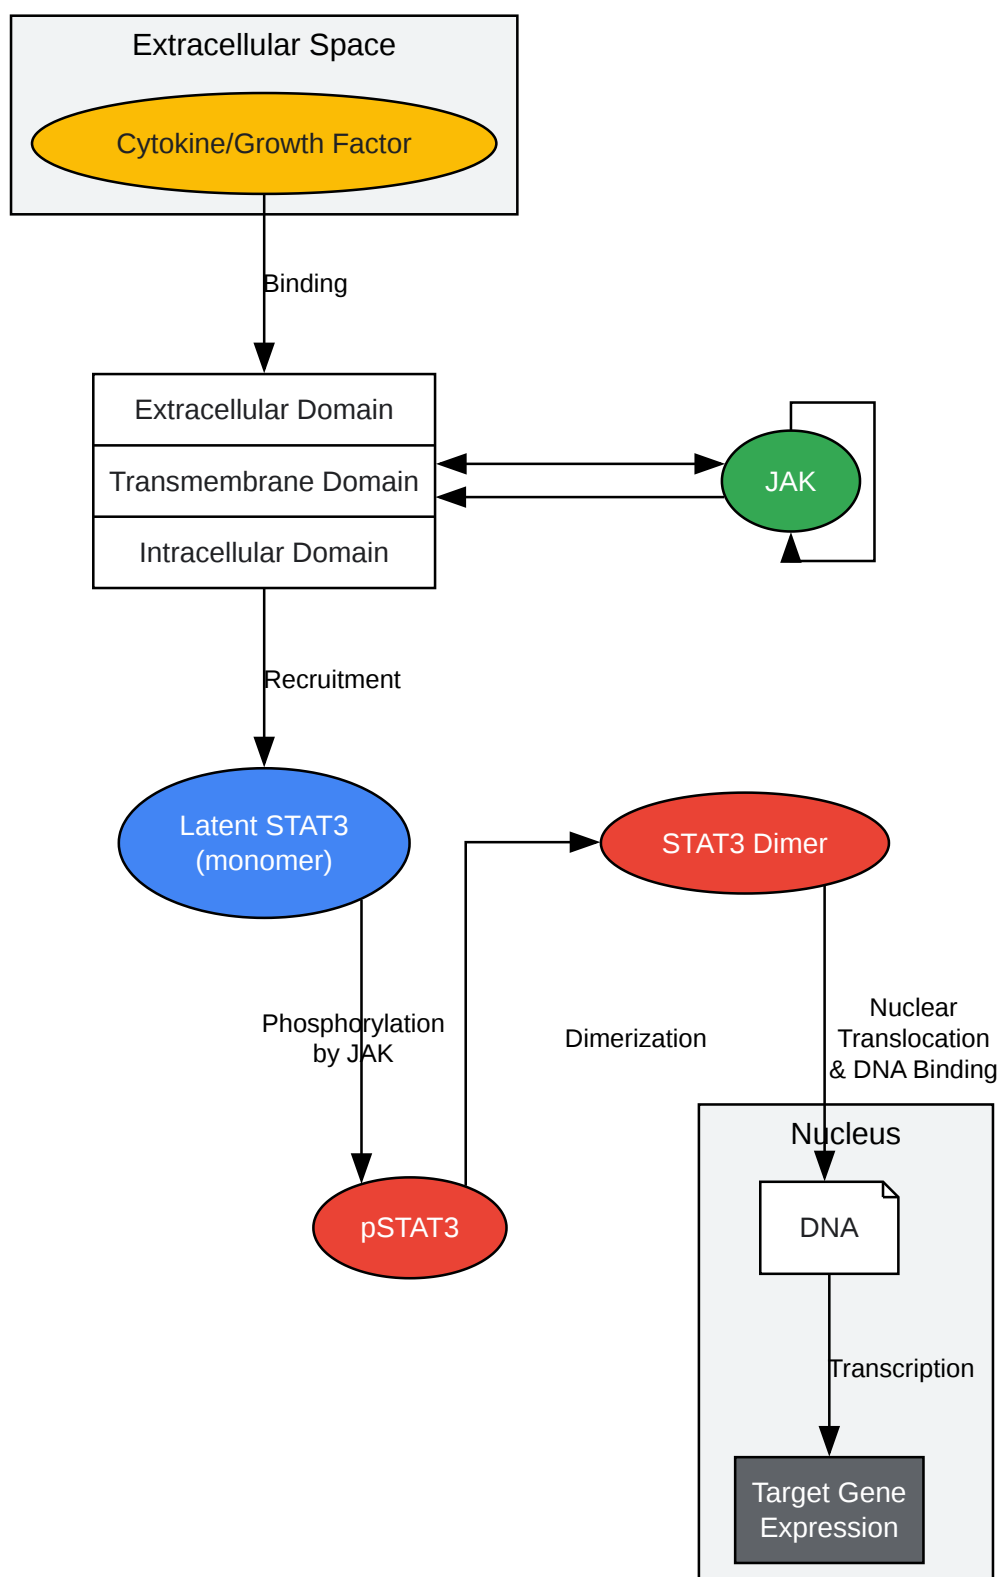 Extracellular Space
Cytokine/Growth Factor
Binding
Extracellular Domain
Transmembrane Domain
Intracellular Domain
JAK
Recruitment
Latent STAT3
(monomer)
STAT3 Dimer
Phosphorylation
by JAK
Dimerization
Nuclear
Translocation
& DNA Binding
Nucleus
pSTAT3
DNA
Transcription
Target Gene
Expression